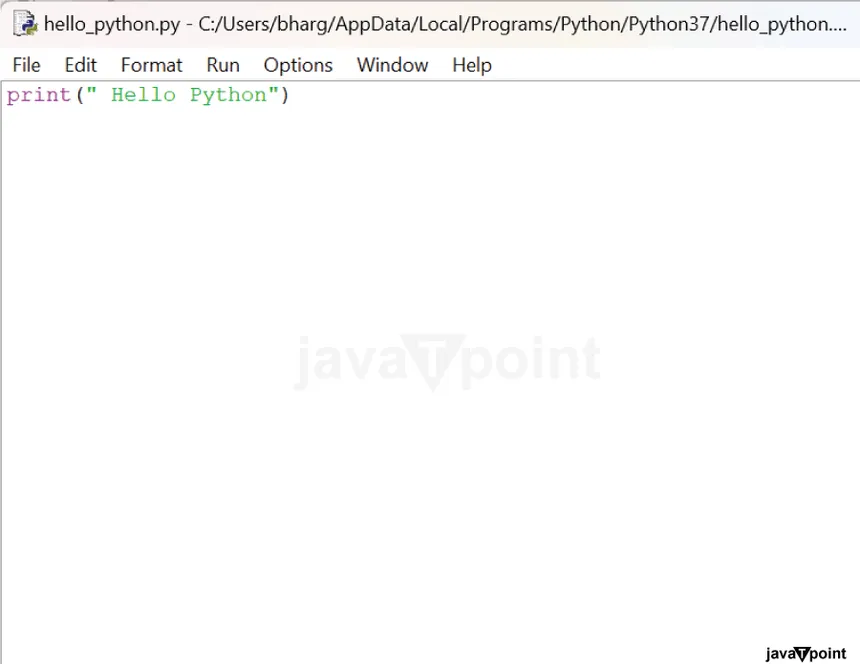 hello_python.py - C:/Users/bharg/AppData/Local/Programs/Python/Python37/hello_python....
File Edit Format Run Options Window Help
print(" Hello Python")
javaTpoint
javaTpoint